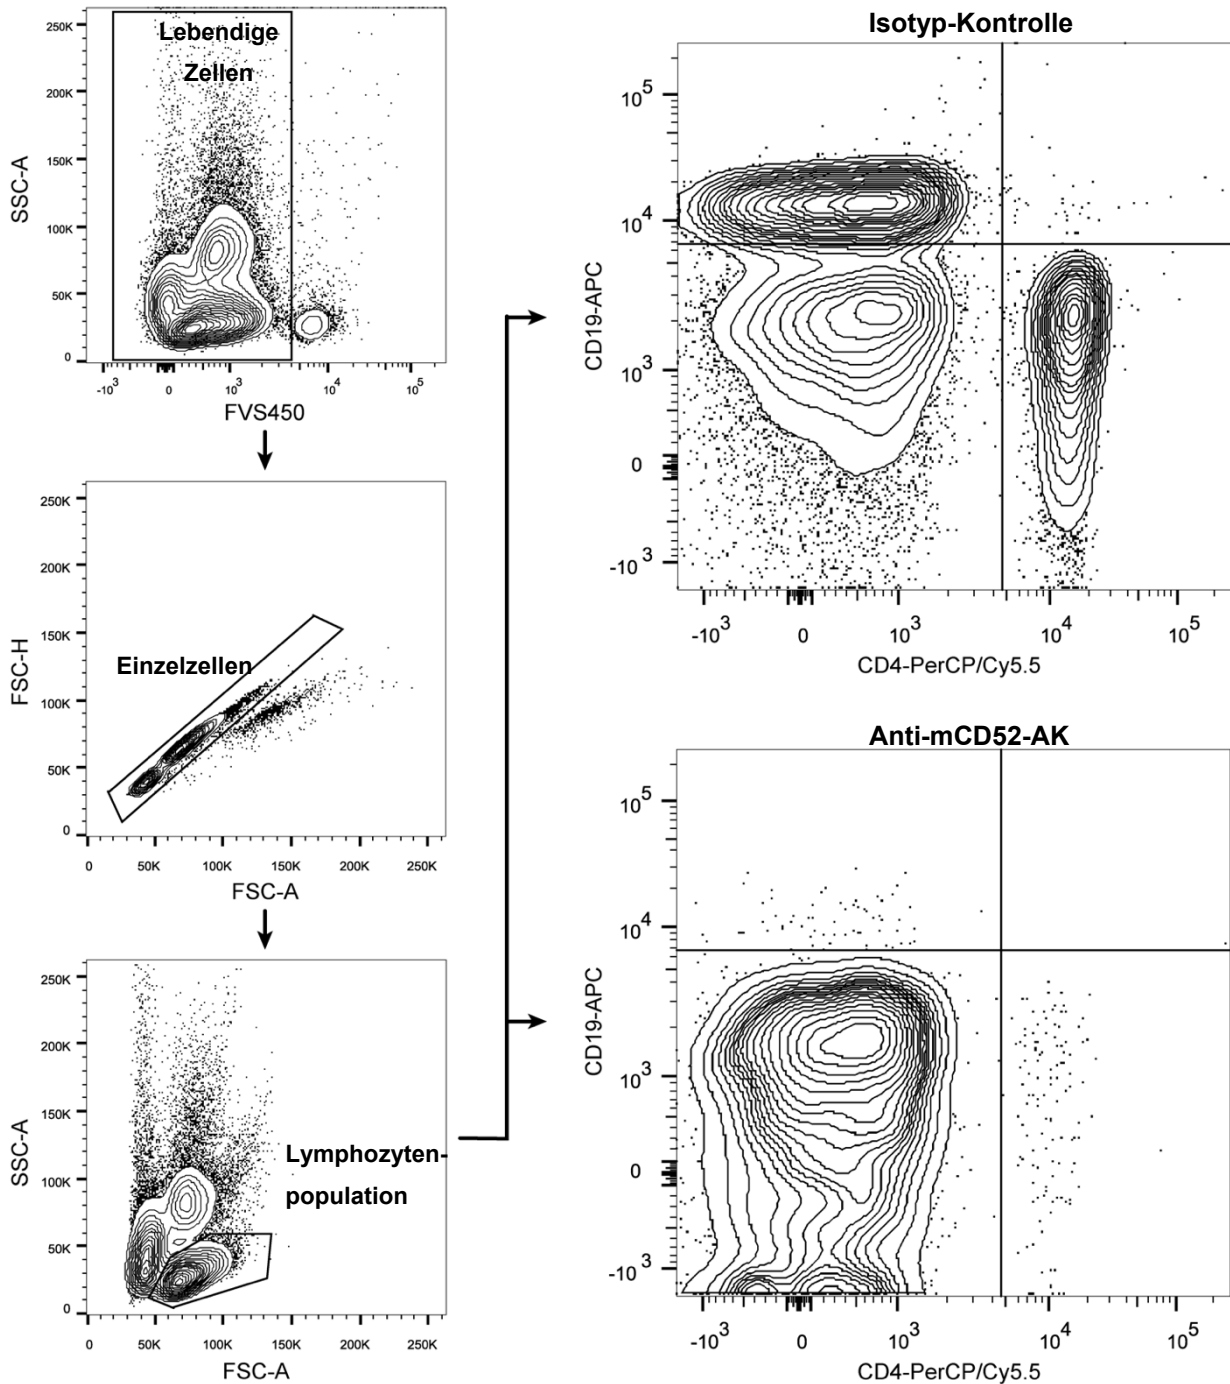 Lebendige
Zellen
250K
200K
150K
100K
50K
0
SSC-A
-10³ 0 10³ 10⁴ 10⁵
FVS450
250K
200K
150K
100K
50K
0
FSC-H
Einzelzellen
0 50K 100K 150K 200K 250K
FSC-A
250K
200K
150K
100K
50K
0
SSC-A
Lymphozyten-
population
0 50K 100K 150K 200K 250K
FSC-A
Isotyp-Kontrolle
10⁵
10⁴
10³
0
-10³
CD19-APC
-10³ 0 10³ 10⁴ 10⁵
CD4-PerCP/Cy5.5
Anti-mCD52-AK
10⁵
10⁴
10³
0
-10³
CD19-APC
-10³ 0 10³ 10⁴ 10⁵
CD4-PerCP/Cy5.5